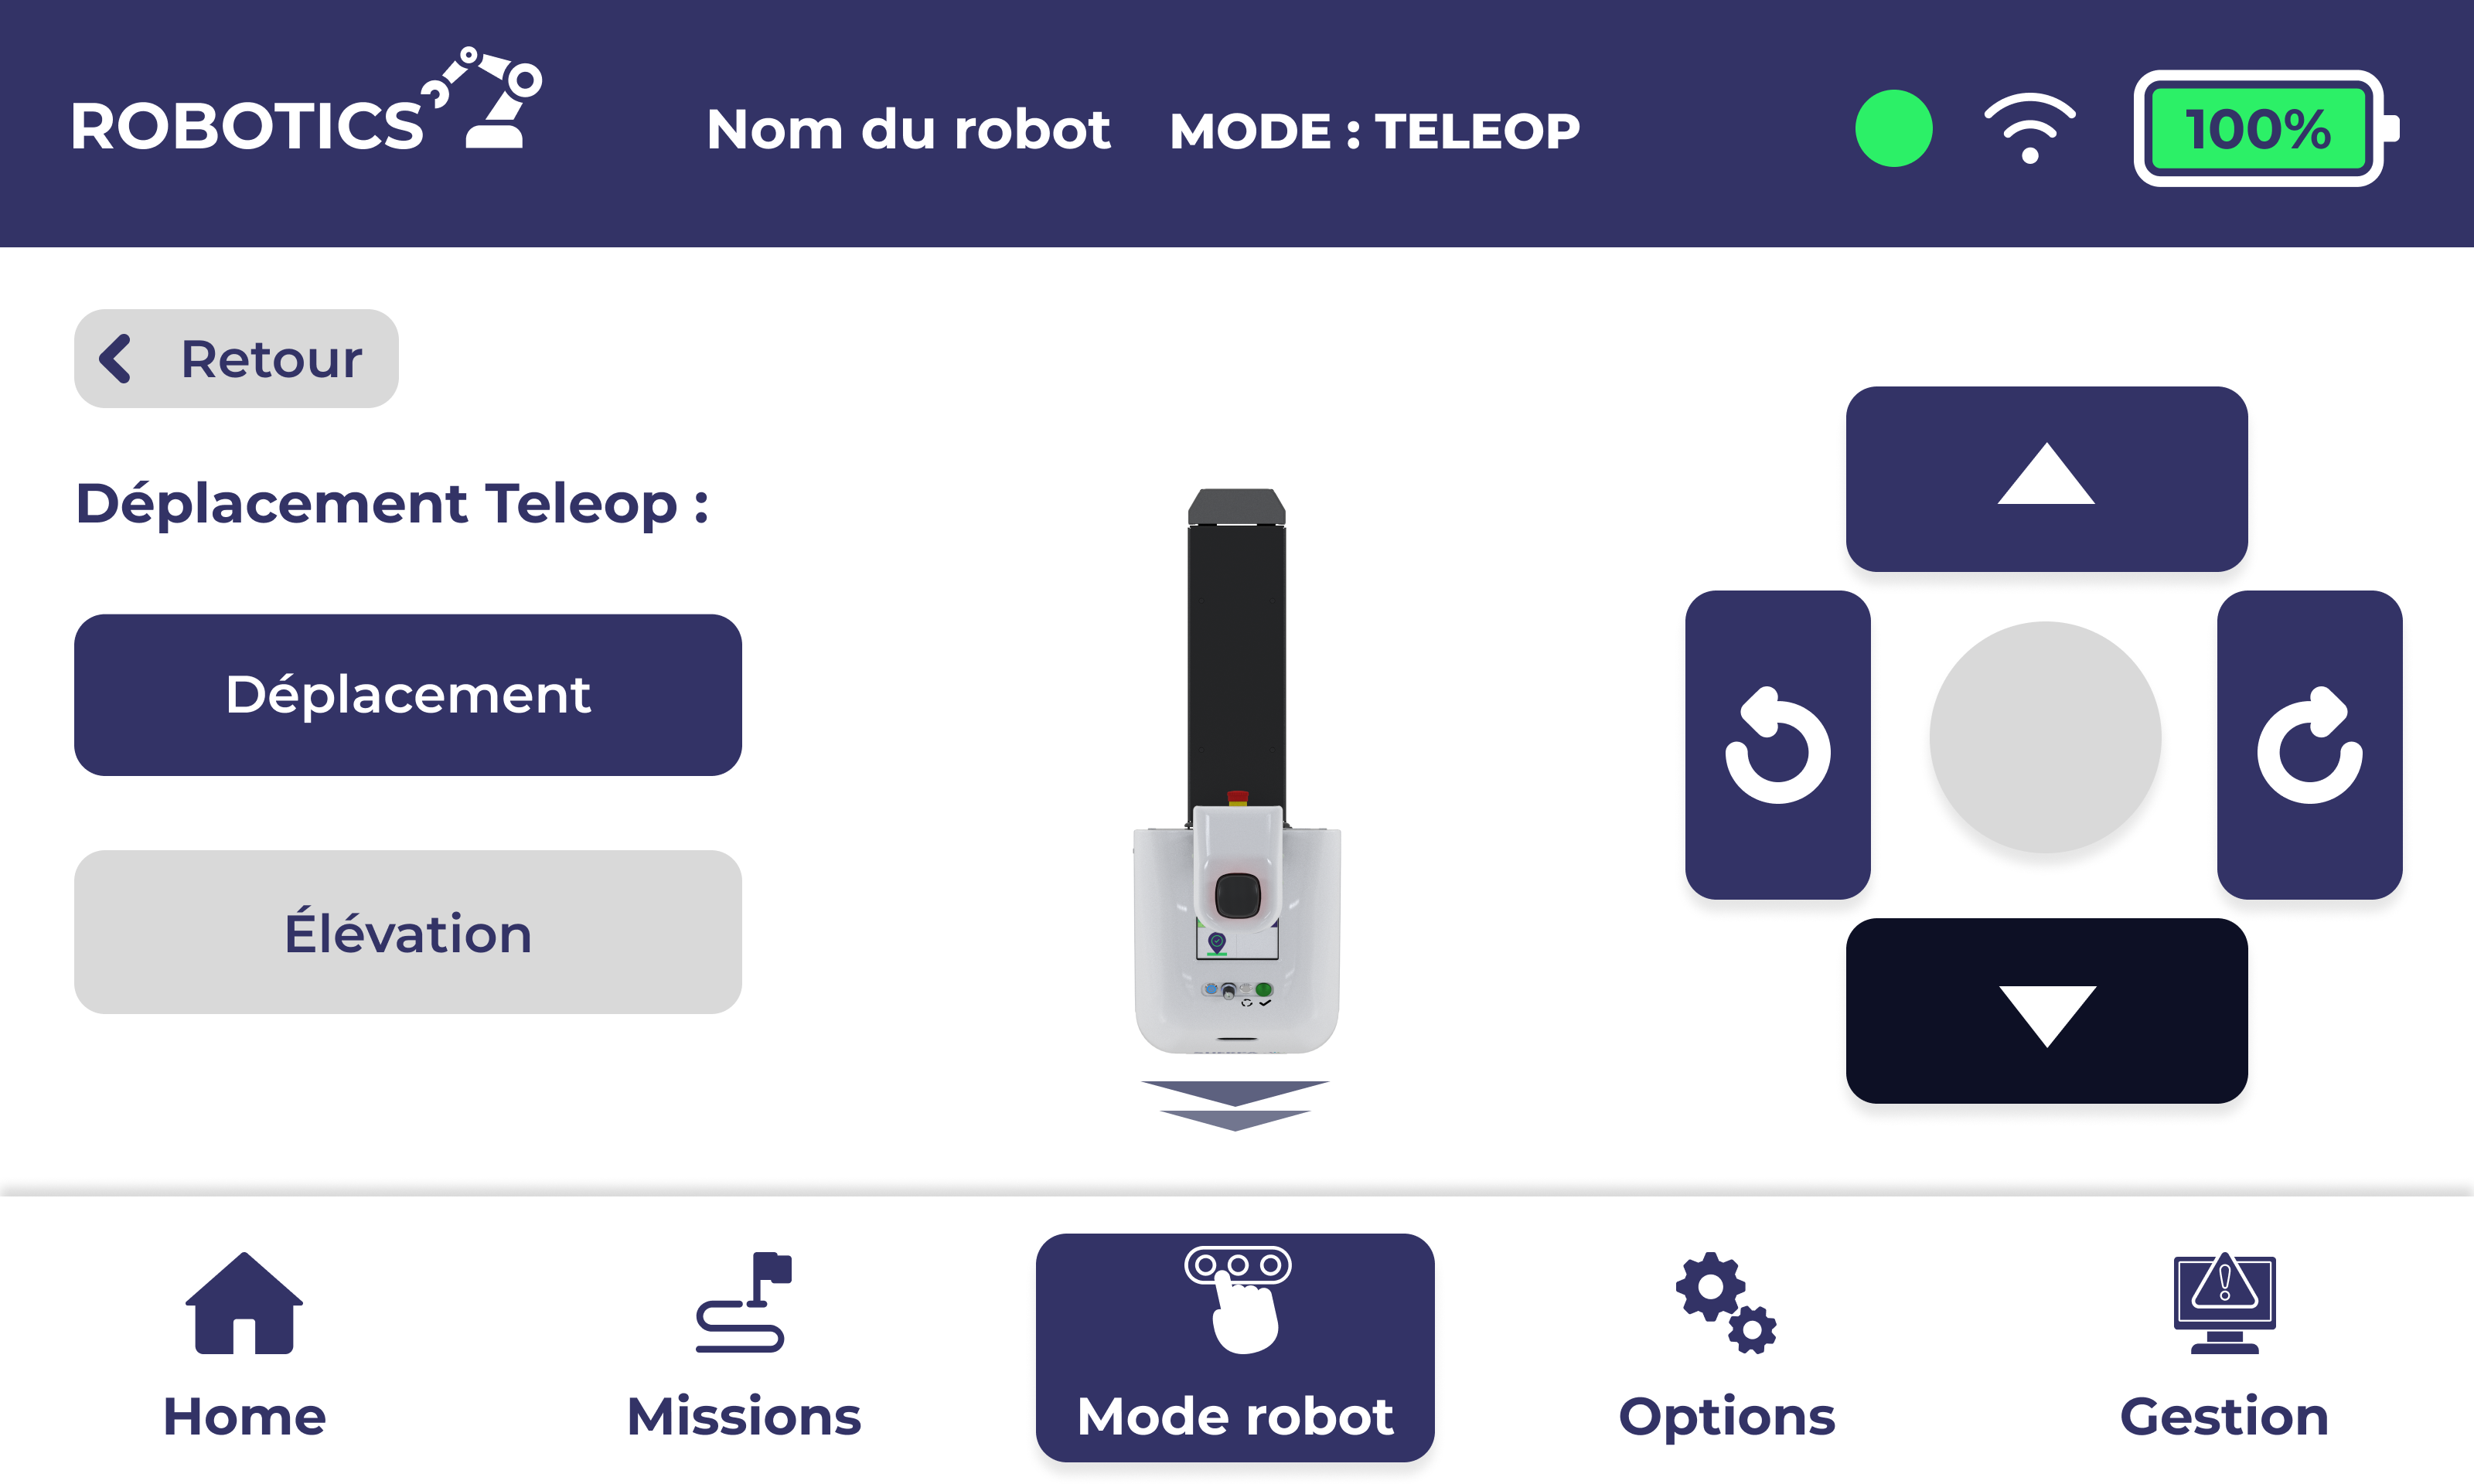 ROBOTICS
Nom du robot MODE : TELEOP
100%
Retour
Déplacement Teleop :
Déplacement
Élévation
Home
Missions
Mode robot
Options
Gestion